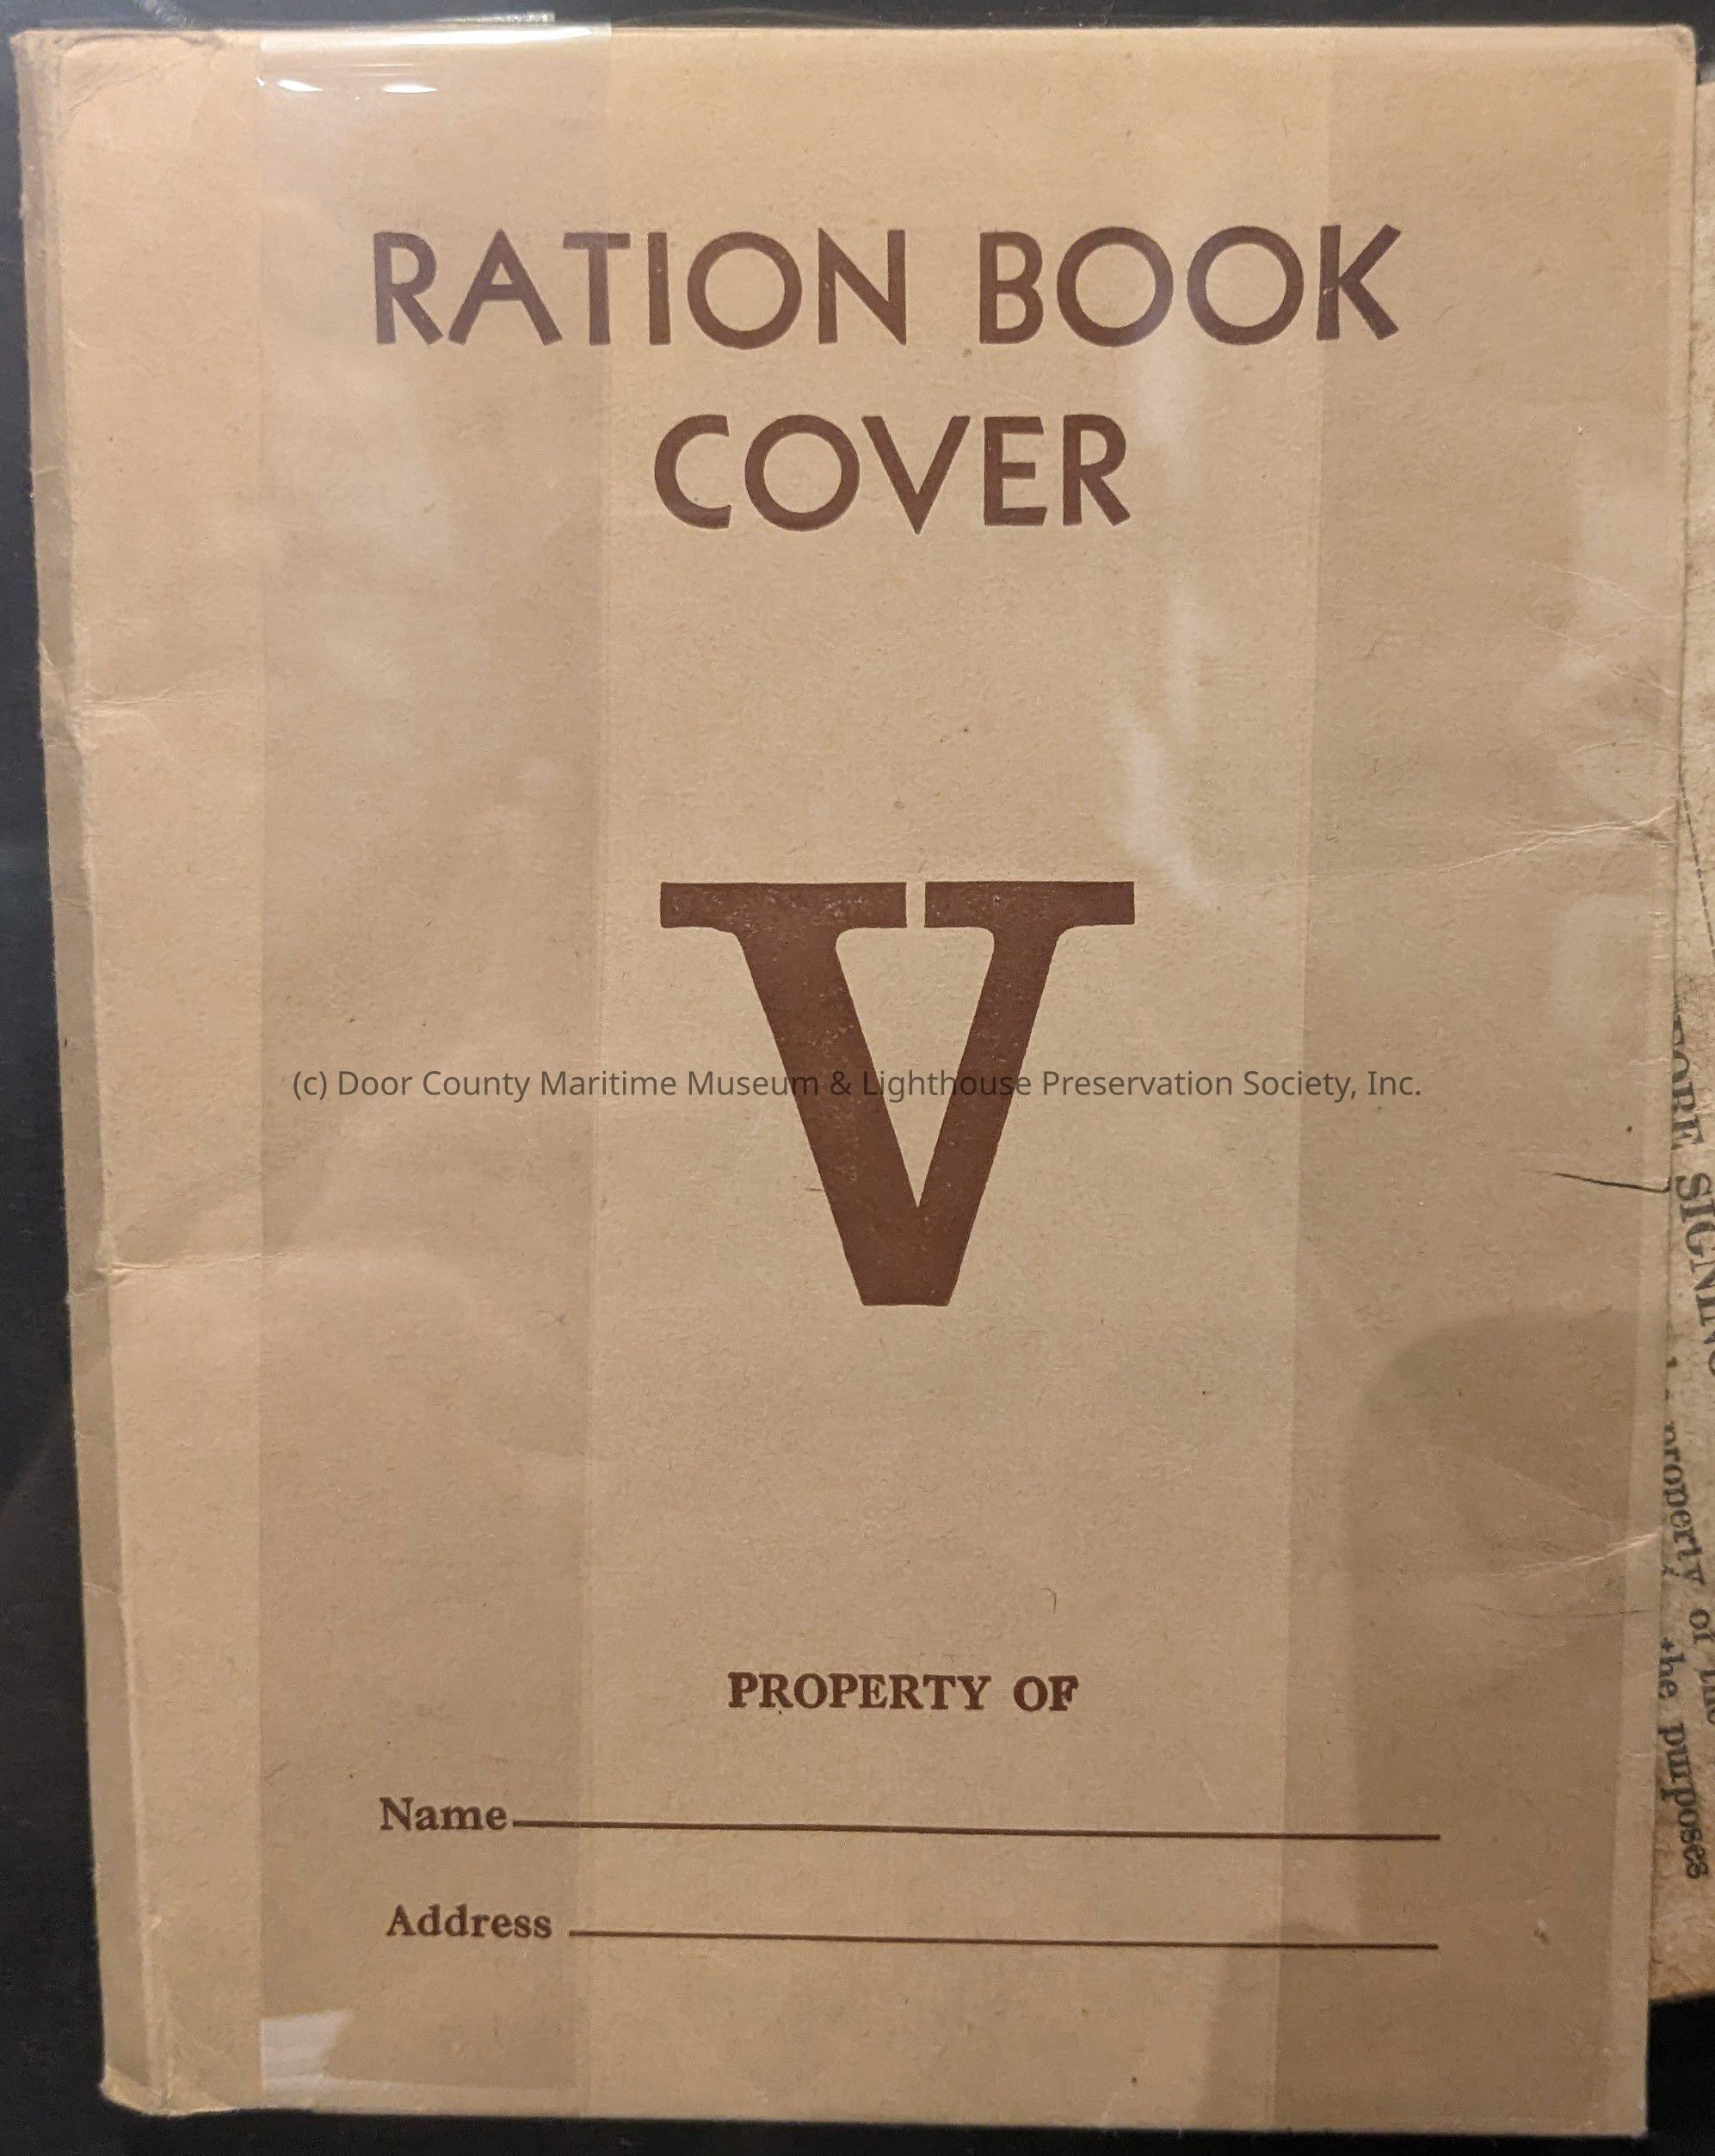 RATION BOOK
COVER
V
(c) Door County Maritime Museum & Lighthouse Preservation Society, Inc.
PROPERTY OF
Name
Address
SIGNING
property of the
the purposes